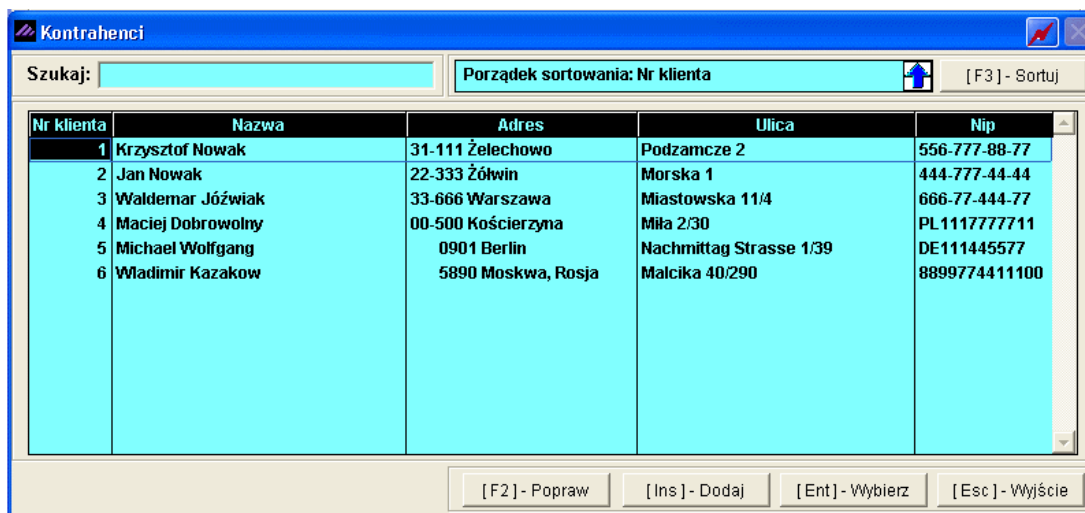 Kontrahenci
Szukaj: Porządek sortowania: Nr klienta [F3]- Sortuj
Nr klienta Nazwa Adres Ulica Nip
1 Krzysztof Nowak 31-111 Żelechowo Podzamcze 2 556-777-88-77
2 Jan Nowak 22-333 Żółwin Morska 1 444-777-44-44
3 Waldemar Jóźwiak 33-666 Warszawa Miastowska 11/4 666-77-444-77
4 Maciej Dobrowolny 00-500 Kościerzyna Miła 2/30 PL1117777711
5 Michael Wolfgang 0901 Berlin Nachmittag Strasse 1/39 DE111445577
6 Wladimir Kazakow 5890 Moskwa, Rosja Malcika 40/290 8899774411100
[F2]- Popraw [Ins]- Dodaj [Ent]- Wybierz [Esc]- Wyjście